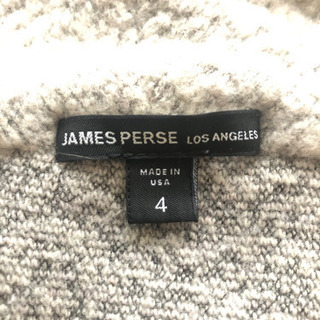 JAMES PERSE LOS ANGELES
MADE IN
USA
4